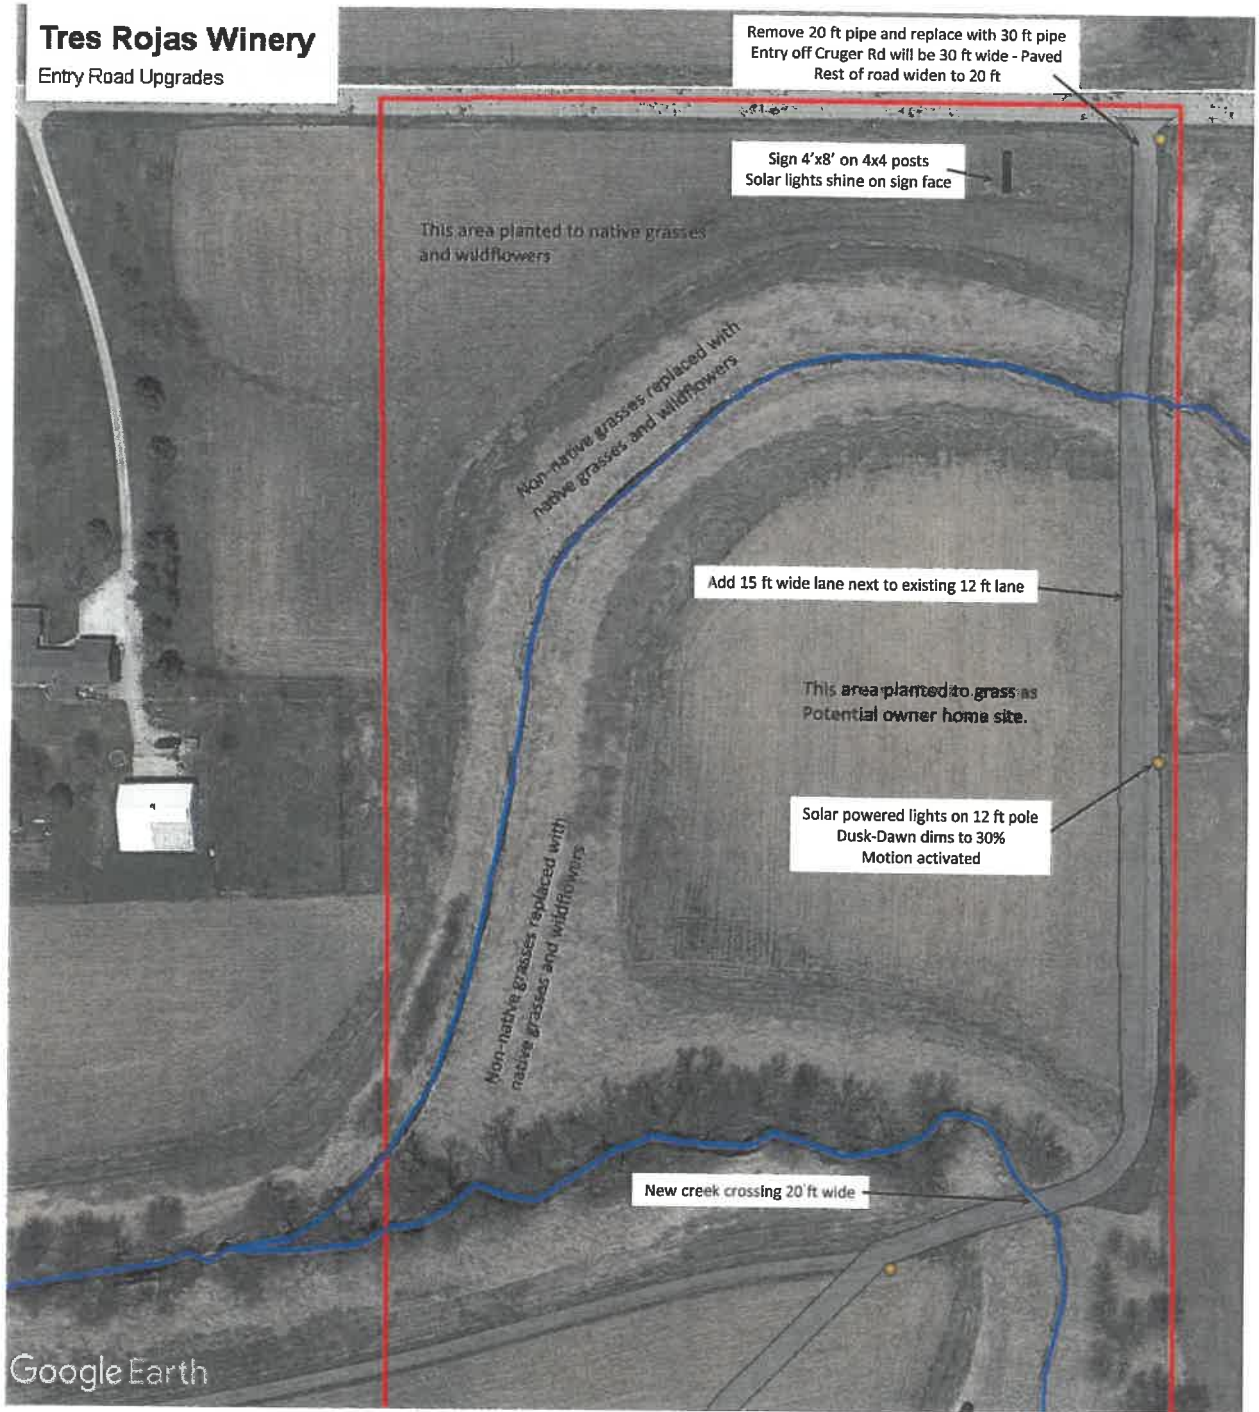 Tres Rojas Winery
Entry Road Upgrades
Remove 20 ft pipe and replace with 30 ft pipe
Entry off Cruger Rd will be 30 ft wide - Paved
Rest of road widen to 20 ft
Sign 4'x8' on 4x4 posts
Solar lights shine on sign face
This area planted to native grasses
and wildflowers
Non-native grasses replaced with
native grasses and wildflowers
Add 15 ft wide lane next to existing 12 ft lane
This area planted to grass as
Potential owner home site.
Solar powered lights on 12 ft pole
Dusk-Dawn dims to 30%
Motion activated
Non-native grasses replaced with
native grasses and wildflowers
New creek crossing 20 ft wide
Google Earth